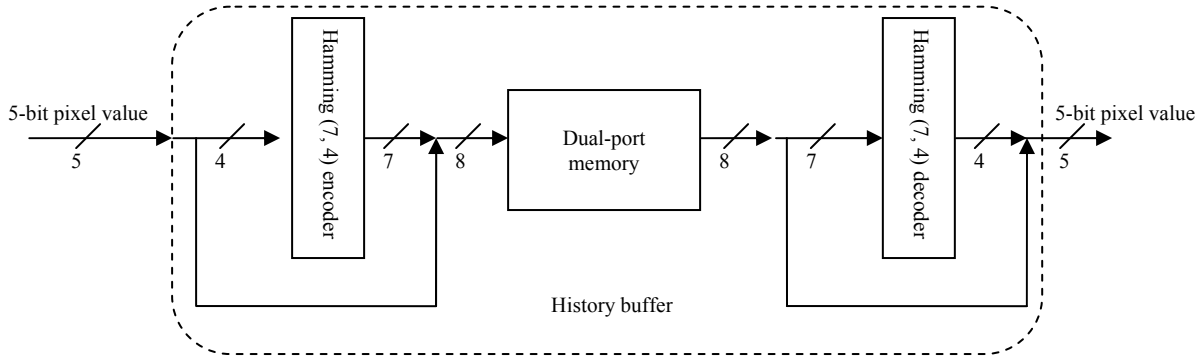 5-bit pixel value
5
4
Hamming (7, 4) encoder
7
8
Dual-port
memory
8
7
Hamming (7, 4) decoder
4
5-bit pixel value
5
History buffer